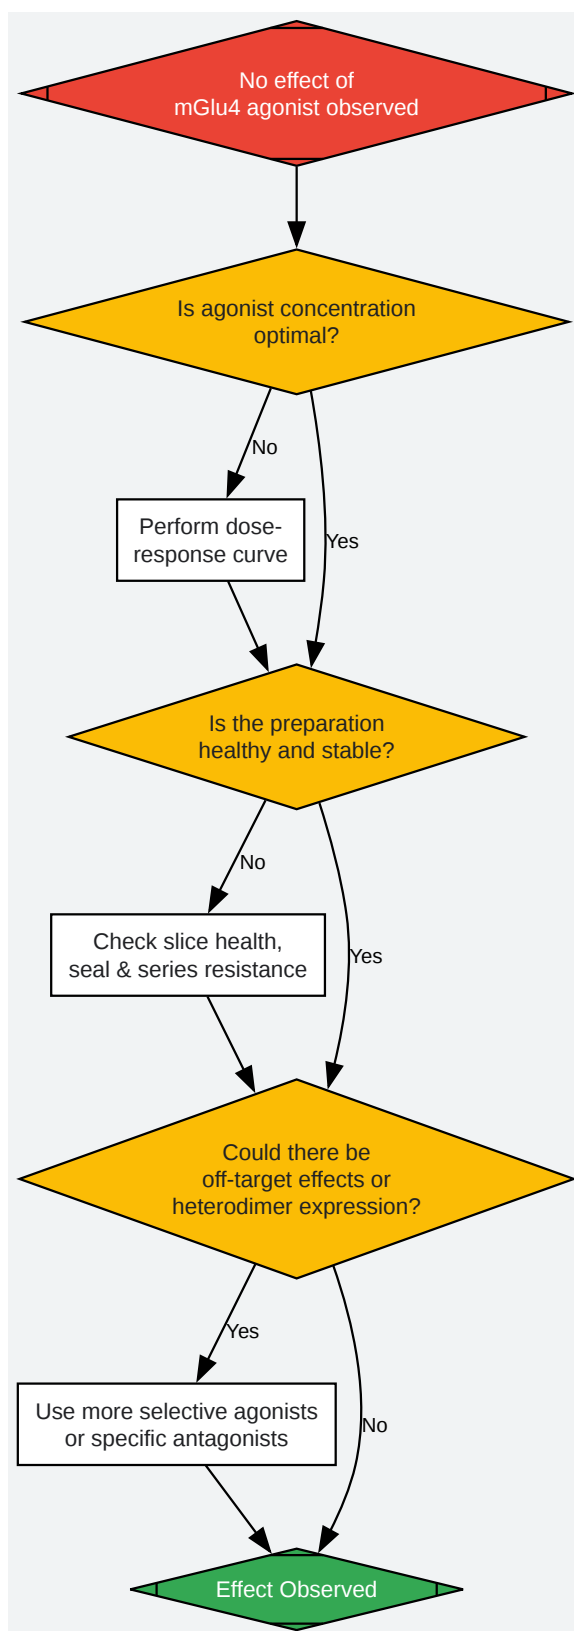 No effect of
mGlu4 agonist observed
Is agonist concentration
optimal?
No
Yes
Perform dose-
response curve
Is the preparation
healthy and stable?
No
Yes
Check slice health,
seal & series resistance
Could there be
off-target effects or
heterodimer expression?
Yes
No
Use more selective agonists
or specific antagonists
Effect Observed